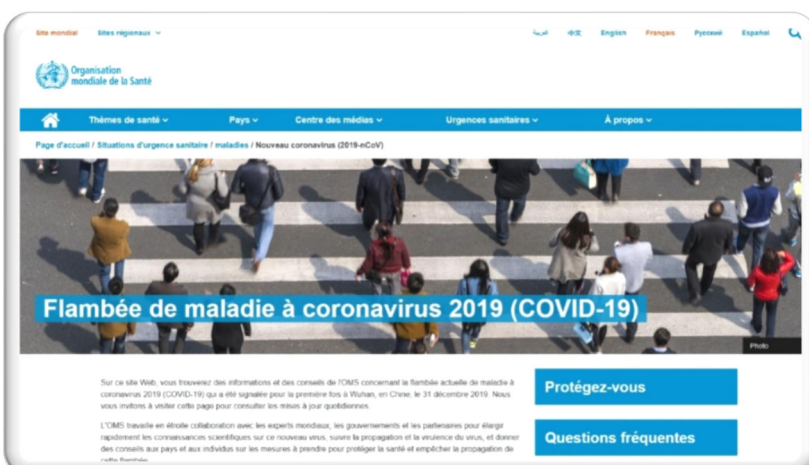 Site mondial Sites régionaux العربية 中文 English Français Русский Español
Organisation
mondiale de la Santé
Thèmes de santé Pays Centre des médias Urgences sanitaires À propos
Page d'accueil / Situations d'urgence sanitaire / maladies / Nouveau coronavirus (2019-nCoV)
Flambée de maladie à coronavirus 2019 (COVID-19)
Photo
Sur ce site Web, vous trouverez des informations et des conseils de l'OMS concernant la flambée actuelle de maladie à
coronavirus 2019 (COVID-19) qui a été signalée pour la première fois à Wuhan, en Chine, le 31 décembre 2019. Nous
vous invitons à visiter cette page pour consulter les mises à jour quotidiennes.
L'OMS travaille en étroite collaboration avec les experts mondiaux, les gouvernements et les partenaires pour élargir
rapidement les connaissances scientifiques sur ce nouveau virus, suivre la propagation et la virulence du virus, et donner
des conseils aux pays et aux individus sur les mesures à prendre pour protéger la santé et empêcher la propagation de
cette flambée.
Protégez-vous
Questions fréquentes